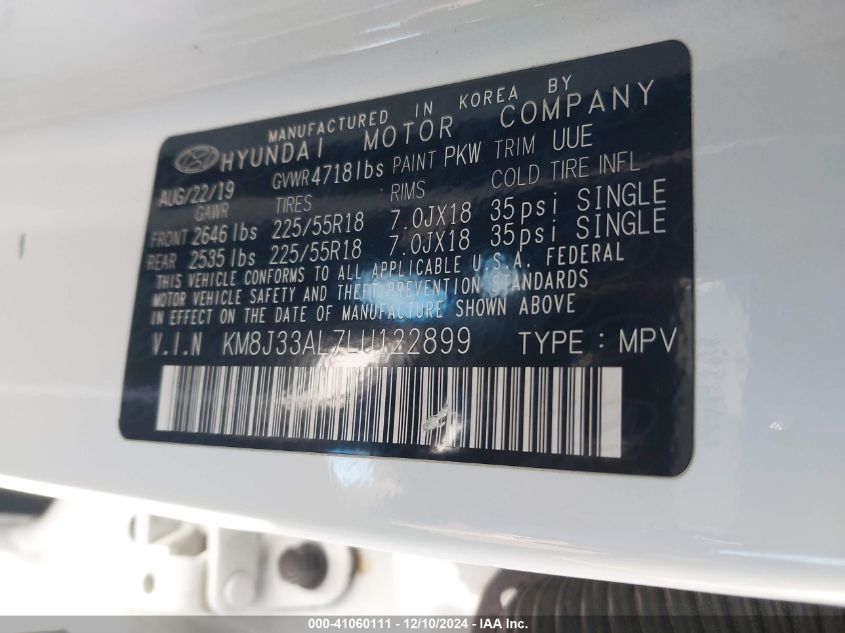 MANUFACTURED IN KOREA BY
HYUNDAI MOTOR COMPANY
AUG/22/19 GVWR 4718lbs PAINT PKW TRIM UUE
GAWR TIRES RIMS COLD TIRE INFL
FRONT 2646lbs 225/55R18 7.0JX18 35psi SINGLE
REAR 2535lbs 225/55R18 7.0JX18 35psi SINGLE
THIS VEHICLE CONFORMS TO ALL APPLICABLE U.S.A. FEDERAL
MOTOR VEHICLE SAFETY AND THEFT PREVENTION STANDARDS
IN EFFECT ON THE DATE OF MANUFACTURE SHOWN ABOVE
V.I.N KM8J33AL7LU122899 TYPE : MPV
000-41060111 - 12/10/2024 - IAA Inc.